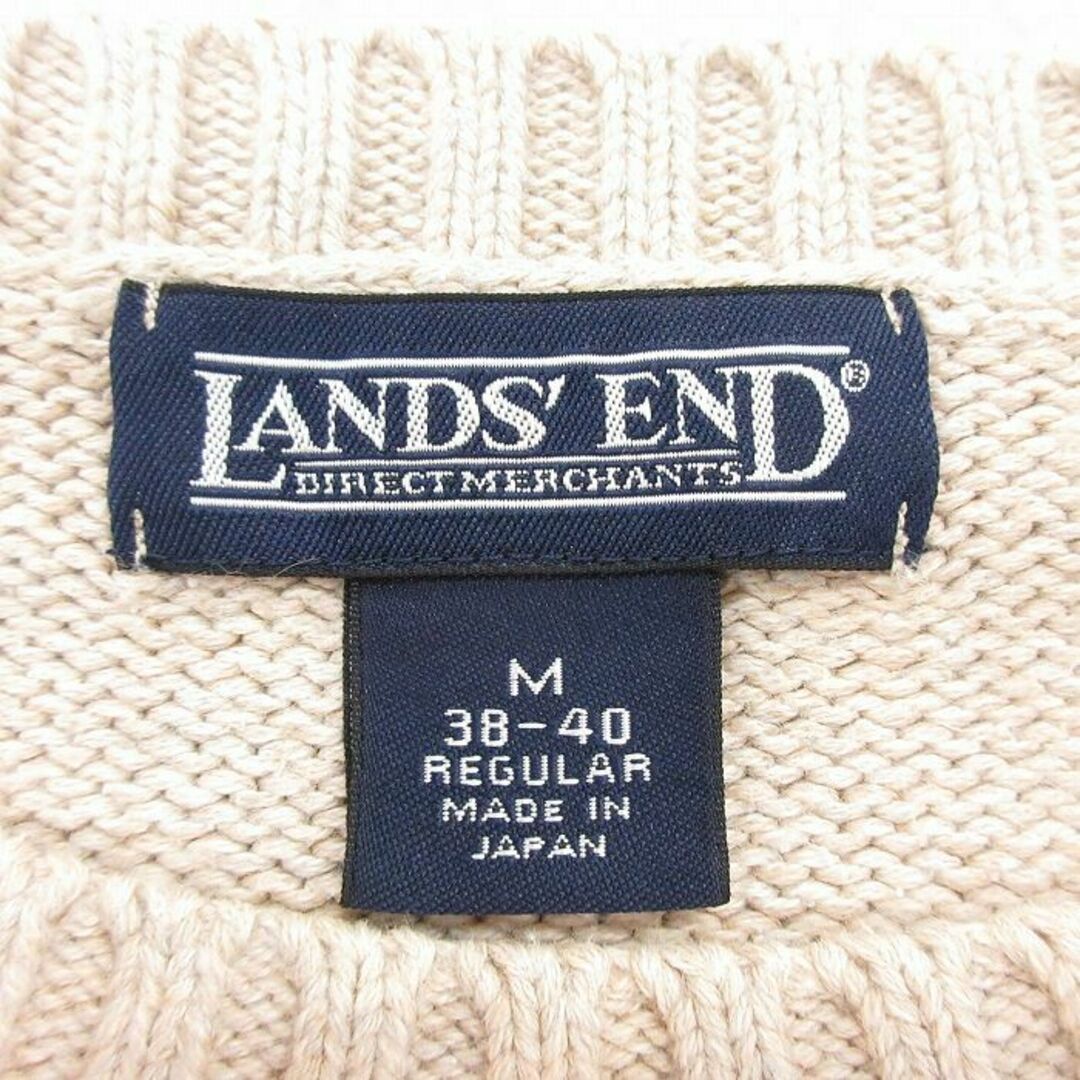 LANDS' END®
DIRECT MERCHANTS
M
38-40
REGULAR
MADE IN
JAPAN